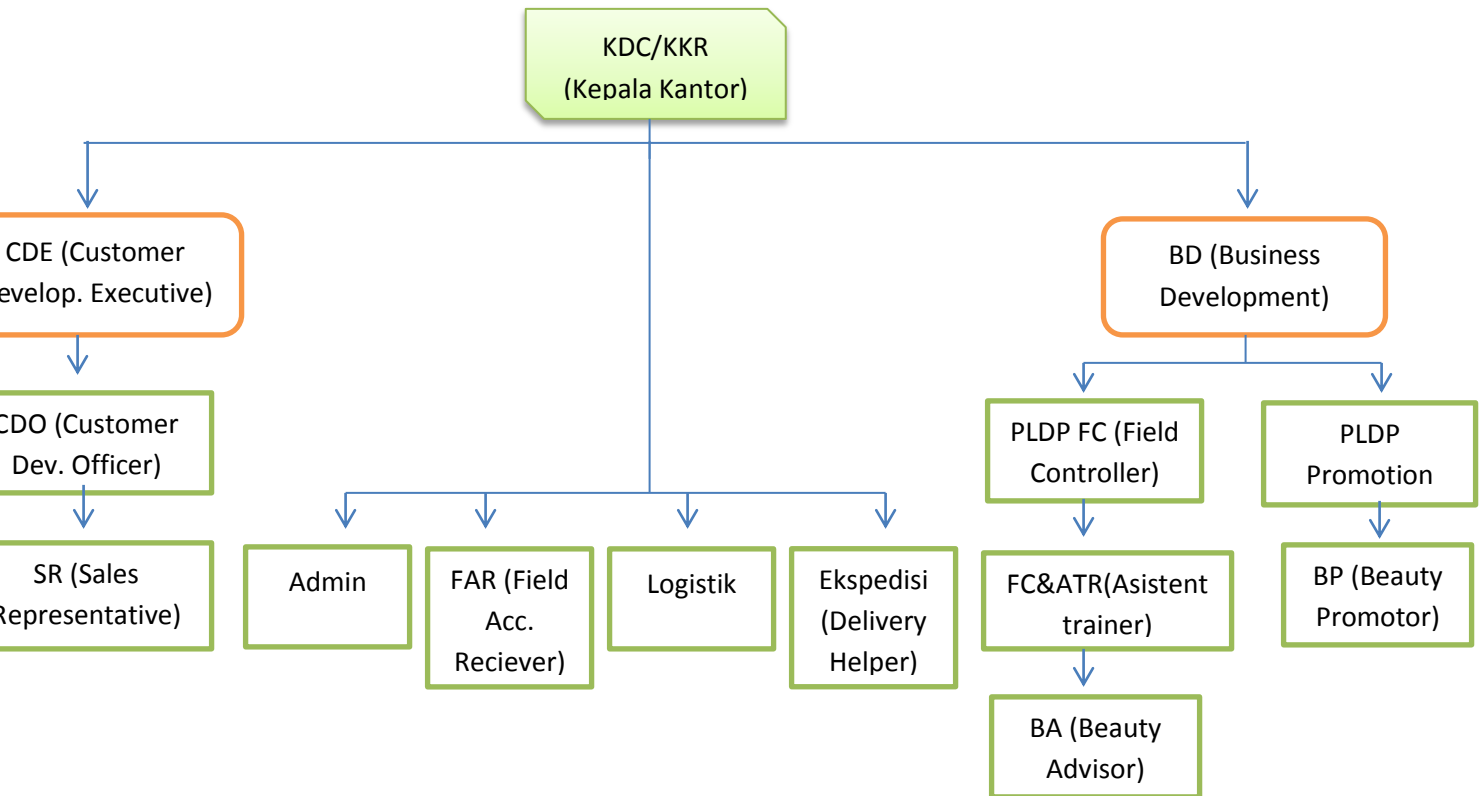 KDC/KKR
(Kepala Kantor)
CDE (Customer
evelop. Executive)
BD (Business
Development)
CDO (Customer
Dev. Officer)
PLDP FC (Field
Controller)
PLDP
Promotion
SR (Sales
Representative)
Admin
FAR (Field
Acc.
Reciever)
Logistik
Ekspedisi
(Delivery
Helper)
FC&ATR(Asistent
trainer)
BP (Beauty
Promotor)
BA (Beauty
Advisor)